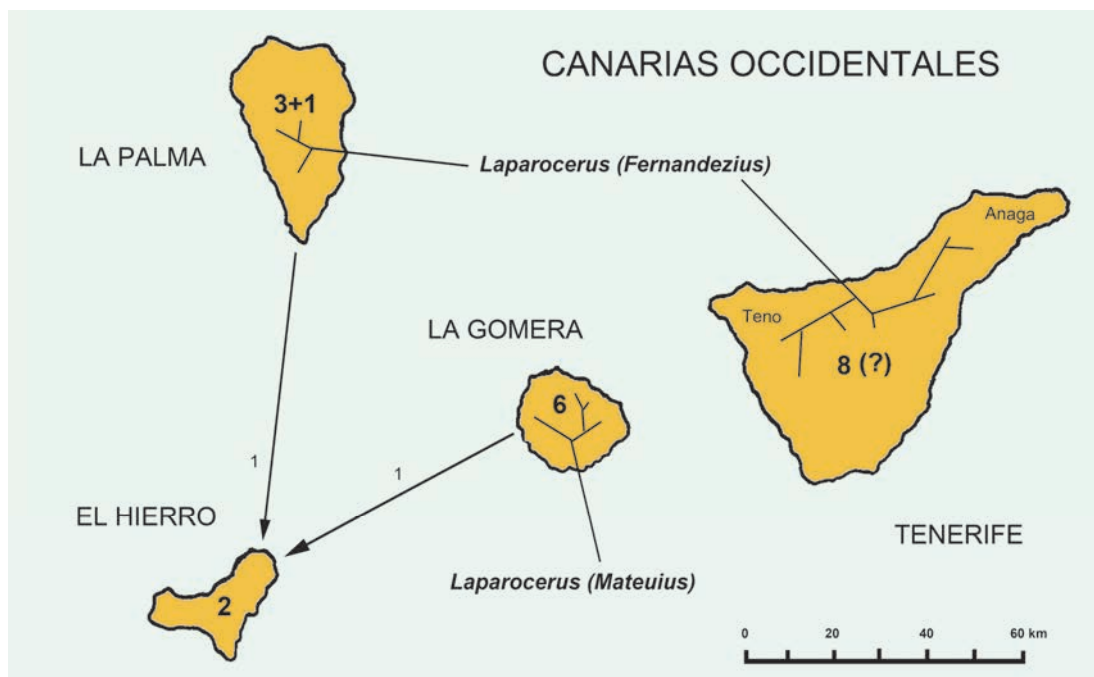 CANARIAS OCCIDENTALES
3+1
LA PALMA
Laparocerus (Fernandezius)
Anaga
Teno
LA GOMERA
8 (?)
6
1
1
EL HIERRO
TENERIFE
Laparocerus (Mateuius)
2
0 20 40 60 km